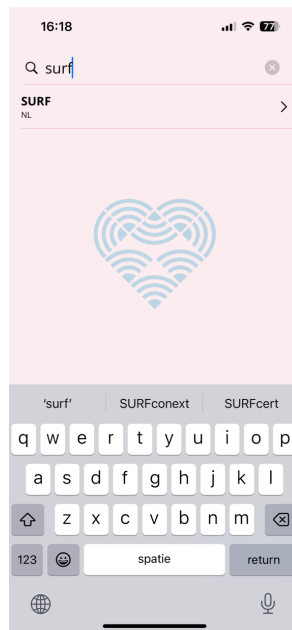 16:18
77
surf
SURF
NL
‘surf’ SURFconext SURFcert
q w e r t y u i o p
a s d f g h j k l
z x c v b n m
123 spatie return